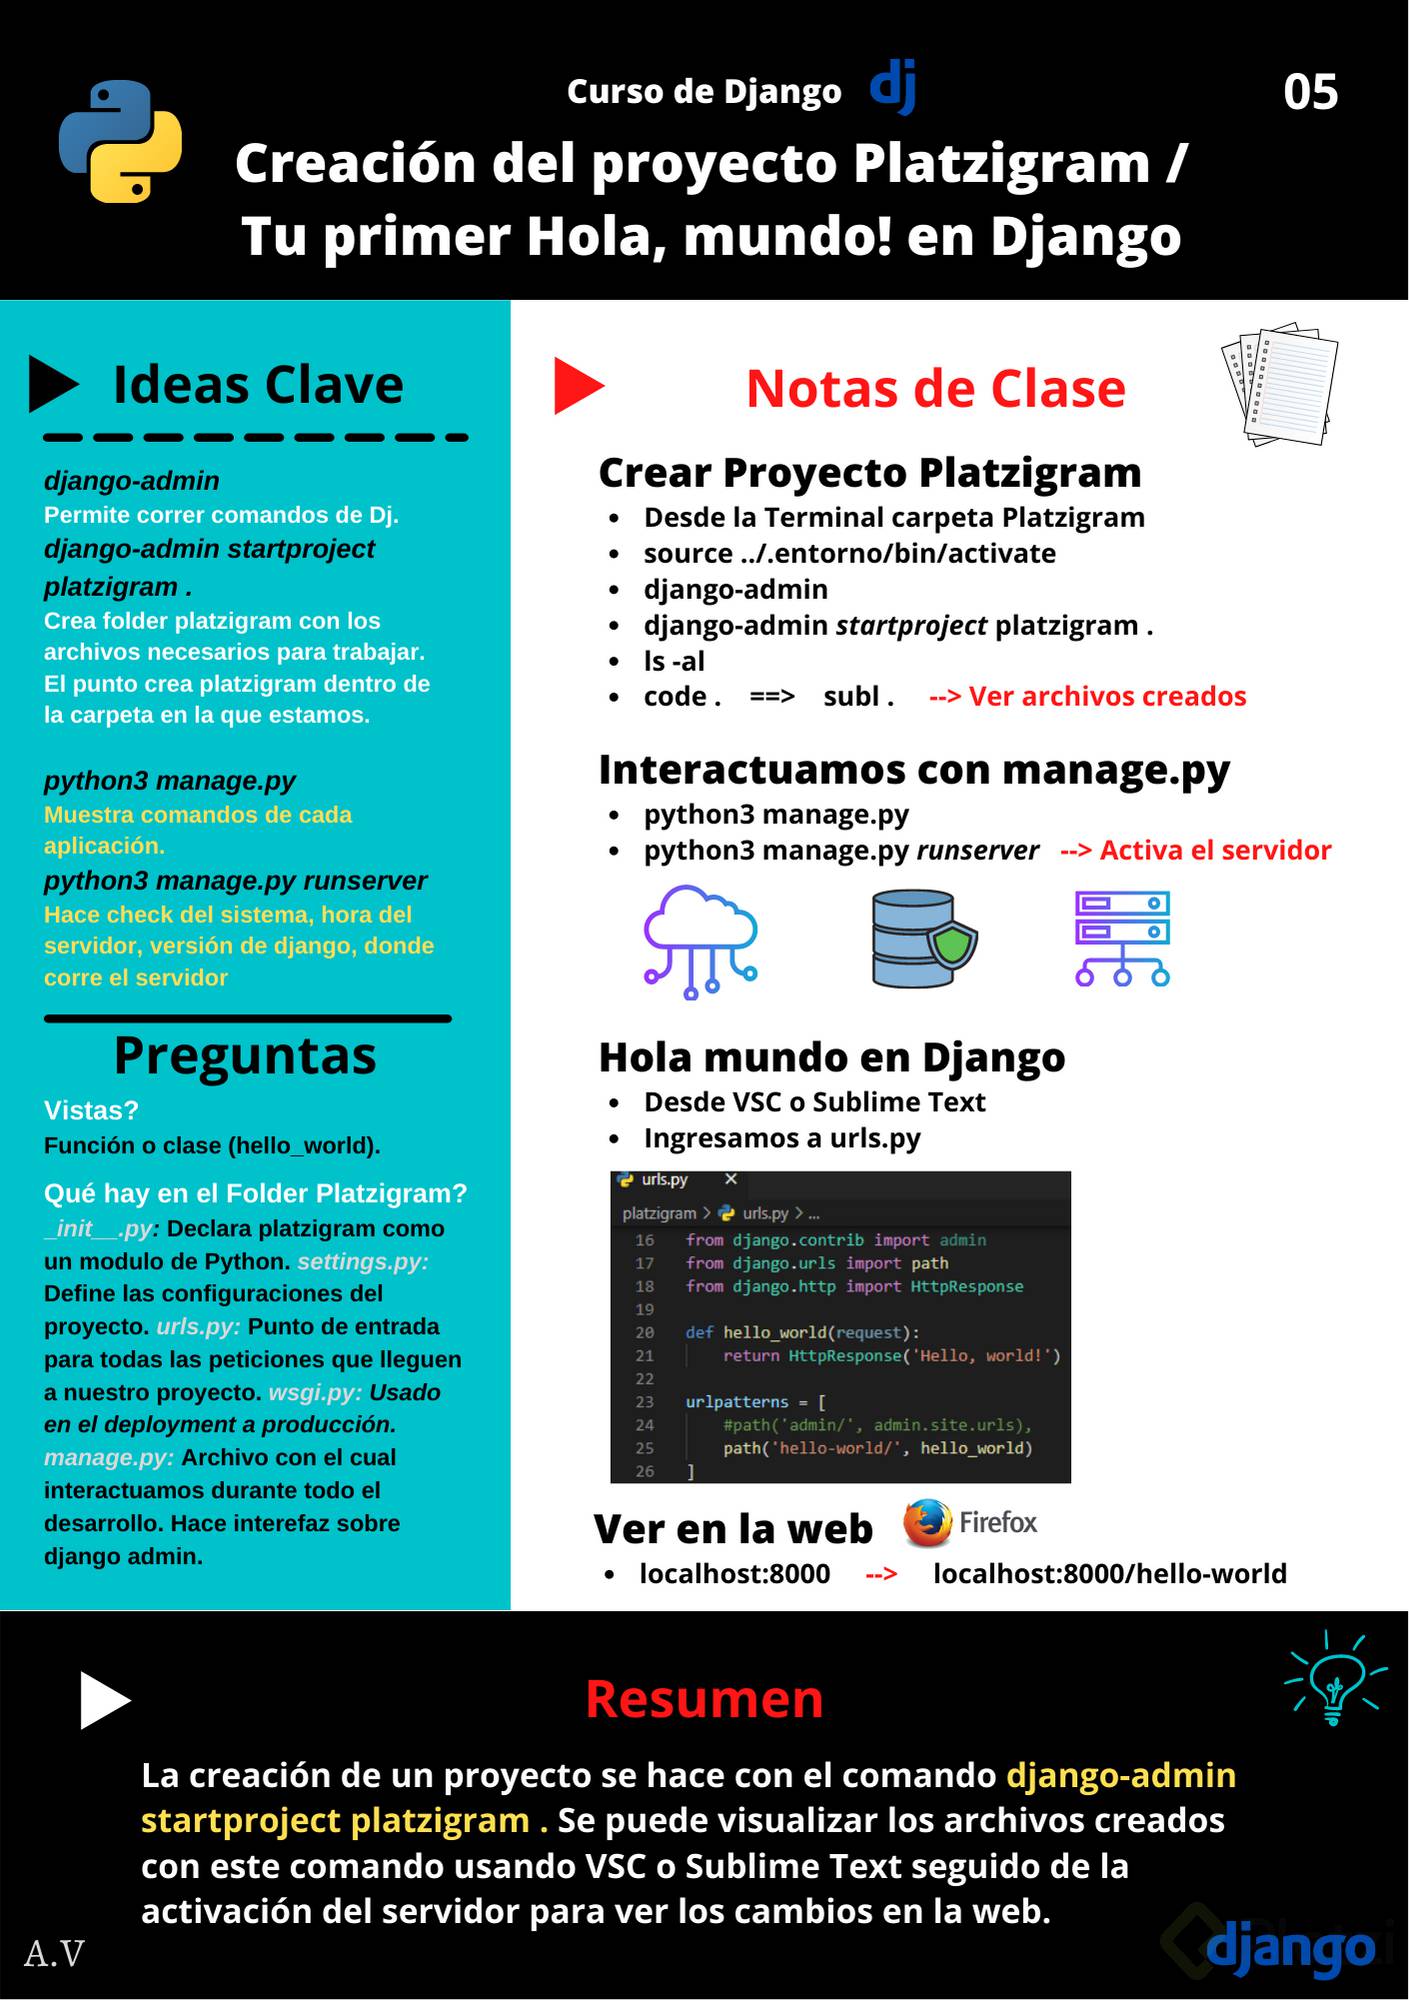 Curso de Django dj
05
Creación del proyecto Platzigram /
Tu primer Hola, mundo! en Django
Ideas Clave
django-admin
Permite correr comandos de Dj.
django-admin startproject
platzigram .
Crea folder platzigram con los
archivos necesarios para trabajar.
El punto crea platzigram dentro de
la carpeta en la que estamos.
python3 manage.py
Muestra comandos de cada
aplicación.
python3 manage.py runserver
Hace check del sistema, hora del
servidor, versión de django, donde
corre el servidor
Preguntas
Vistas?
Función o clase (hello_world).
Qué hay en el Folder Platzigram?
_init__.py: Declara platzigram como
un modulo de Python. settings.py:
Define las configuraciones del
proyecto. urls.py: Punto de entrada
para todas las peticiones que lleguen
a nuestro proyecto. wsgi.py: Usado
en el deployment a producción.
manage.py: Archivo con el cual
interactuamos durante todo el
desarrollo. Hace interefaz sobre
django admin.
Notas de Clase
Crear Proyecto Platzigram
• Desde la Terminal carpeta Platzigram
• source ../.entorno/bin/activate
• django-admin
• django-admin startproject platzigram .
• ls -al
• code . ==> subl . --> Ver archivos creados
Interactuamos con manage.py
• python3 manage.py
• python3 manage.py runserver --> Activa el servidor
Hola mundo en Django
• Desde VSC o Sublime Text
• Ingresamos a urls.py
urls.py ✕
platzigram > urls.py > ...
16 from django.contrib import admin
17 from django.urls import path
18 from django.http import HttpResponse
19
20 def hello_world(request):
21 return HttpResponse('Hello, world!')
22
23 urlpatterns = [
24 #path('admin/', admin.site.urls),
25 path('hello-world/', hello_world)
26 ]
Ver en la web Firefox
• localhost:8000 --> localhost:8000/hello-world
Resumen
La creación de un proyecto se hace con el comando django-admin
startproject platzigram . Se puede visualizar los archivos creados
con este comando usando VSC o Sublime Text seguido de la
activación del servidor para ver los cambios en la web.
A.V
django